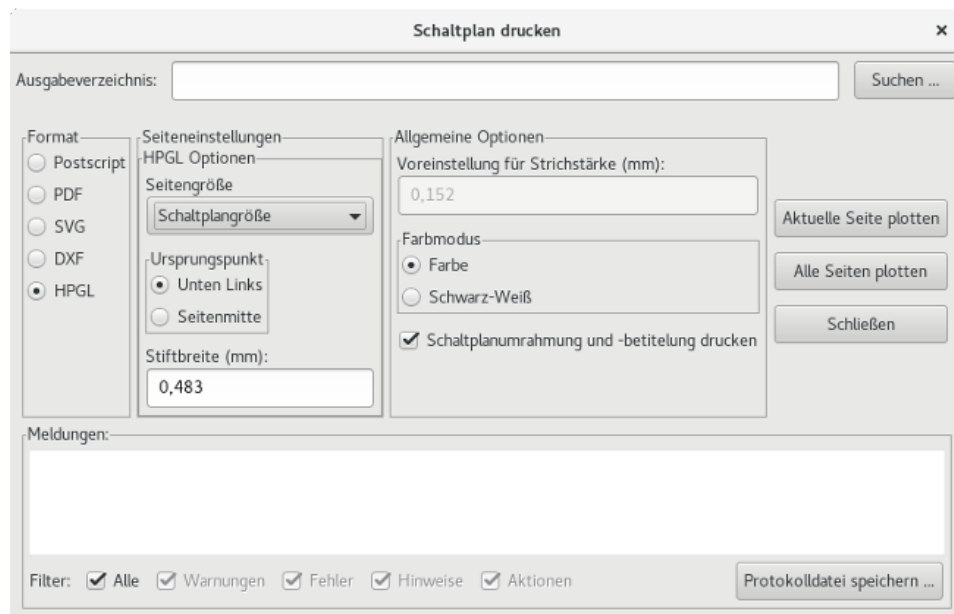 Schaltplan drucken
Ausgabeverzeichnis:
Suchen ...
Format
Postscript
PDF
SVG
DXF
HPGL
Seiteneinstellungen
HPGL Optionen
Seitengröße
Schaltplangröße
Ursprungspunkt
Unten Links
Seitenmitte
Stiftbreite (mm):
0,483
Allgemeine Optionen
Voreinstellung für Strichstärke (mm):
0,152
Farbmodus
Farbe
Schwarz-Weiß
Schaltplanumrahmung und -betitelung drucken
Aktuelle Seite plotten
Alle Seiten plotten
Schließen
Meldungen:
Filter: Alle Warnungen Fehler Hinweise Aktionen
Protokolldatei speichern ...